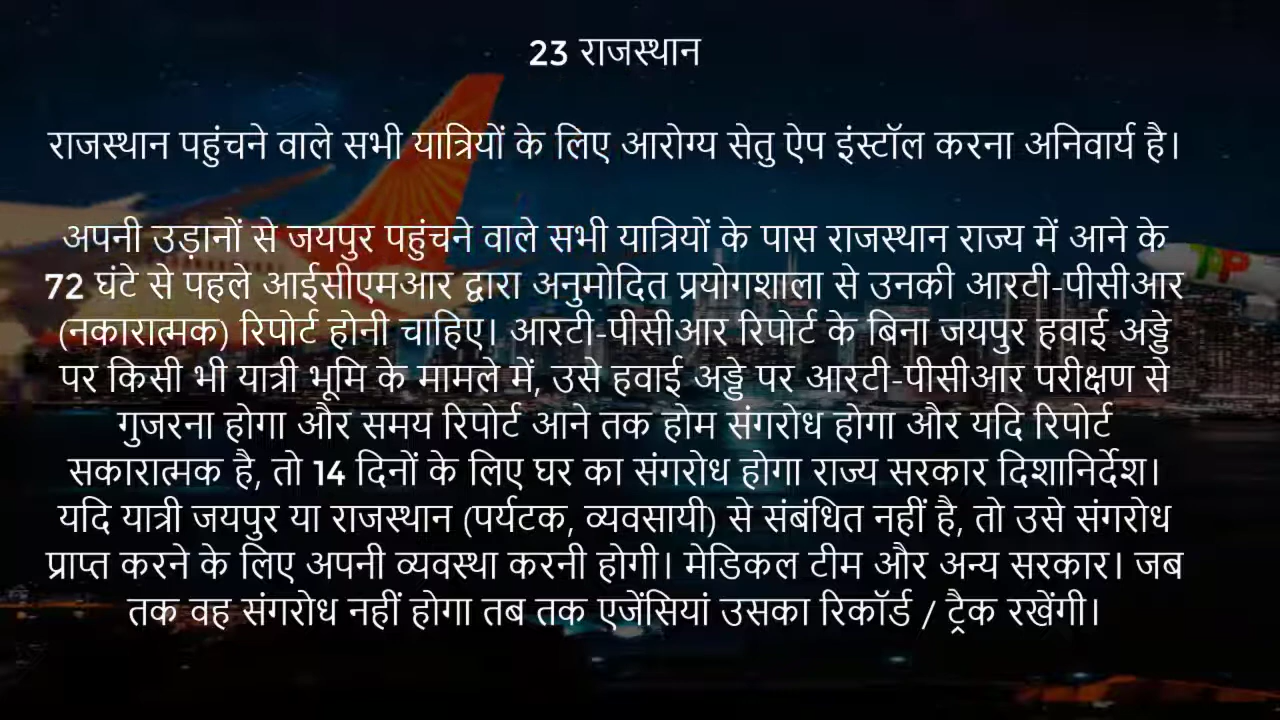 23 राजस्थान
राजस्थान पहुंचने वाले सभी यात्रियों के लिए आरोग्य सेतु ऐप इंस्टॉल करना अनिवार्य है।
अपनी उड़ानों से जयपुर पहुंचने वाले सभी यात्रियों के पास राजस्थान राज्य में आने के
72 घंटे से पहले आईसीएमआर द्वारा अनुमोदित प्रयोगशाला से उनकी आरटी-पीसीआर
(नकारात्मक) रिपोर्ट होनी चाहिए। आरटी-पीसीआर रिपोर्ट के बिना जयपुर हवाई अड्डे
पर किसी भी यात्री भूमि के मामले में, उसे हवाई अड्डे पर आरटी-पीसीआर परीक्षण से
गुजरना होगा और समय रिपोर्ट आने तक होम संगरोध होगा और यदि रिपोर्ट
सकारात्मक है, तो 14 दिनों के लिए घर का संगरोध होगा राज्य सरकार दिशानिर्देश।
यदि यात्री जयपुर या राजस्थान (पर्यटक, व्यवसायी) से संबंधित नहीं है, तो उसे संगरोध
प्राप्त करने के लिए अपनी व्यवस्था करनी होगी। मेडिकल टीम और अन्य सरकार। जब
तक वह संगरोध नहीं होगा तब तक एजेंसियां उसका रिकॉर्ड / ट्रैक रखेंगी।
TAP